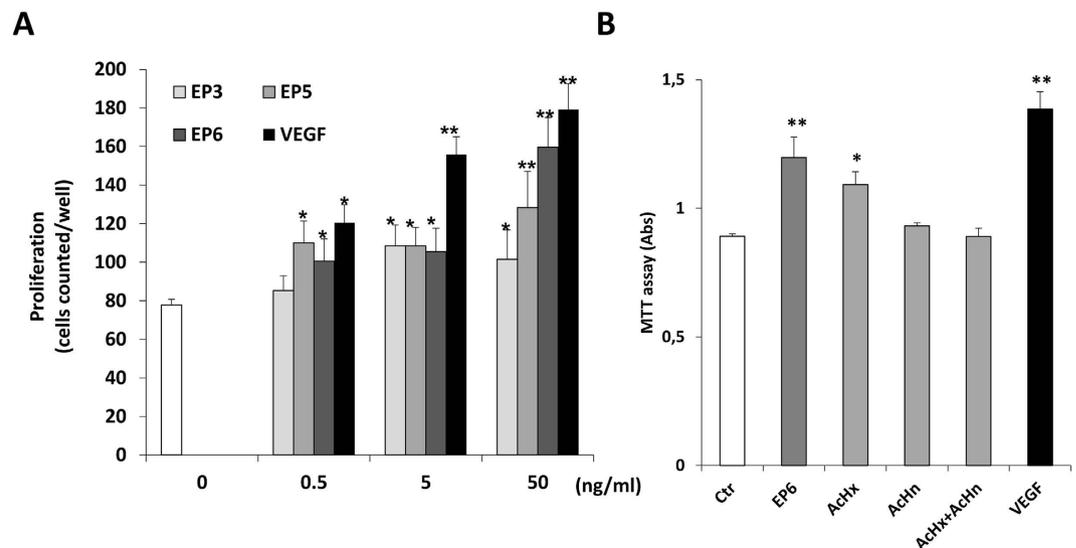 A
Proliferation
(cells counted/well)
200
180
160
140
120
100
80
60
40
20
0
EP3
EP5
EP6
VEGF
*
*
*
*
*
*
**
*
**
**
**
0
0.5
5
50
(ng/ml)
B
MTT assay (Abs)
1,5
1
0,5
0
**
*
**
Ctr
EP6
AcHx
AcHn
AcHx+AcHn
VEGF